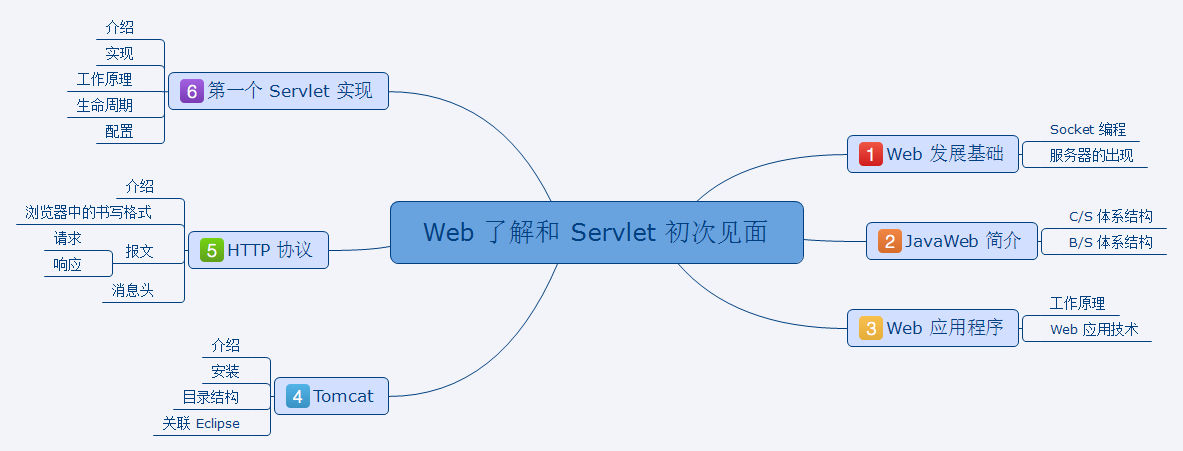 Web 了解和 Servlet 初次见面
1 Web 发展基础
Socket 编程
服务器的出现
2 JavaWeb 简介
C/S 体系结构
B/S 体系结构
3 Web 应用程序
工作原理
Web 应用技术
4 Tomcat
介绍
安装
目录结构
关联 Eclipse
5 HTTP 协议
介绍
浏览器中的书写格式
报文
请求
响应
消息头
6 第一个 Servlet 实现
介绍
实现
工作原理
生命周期
配置